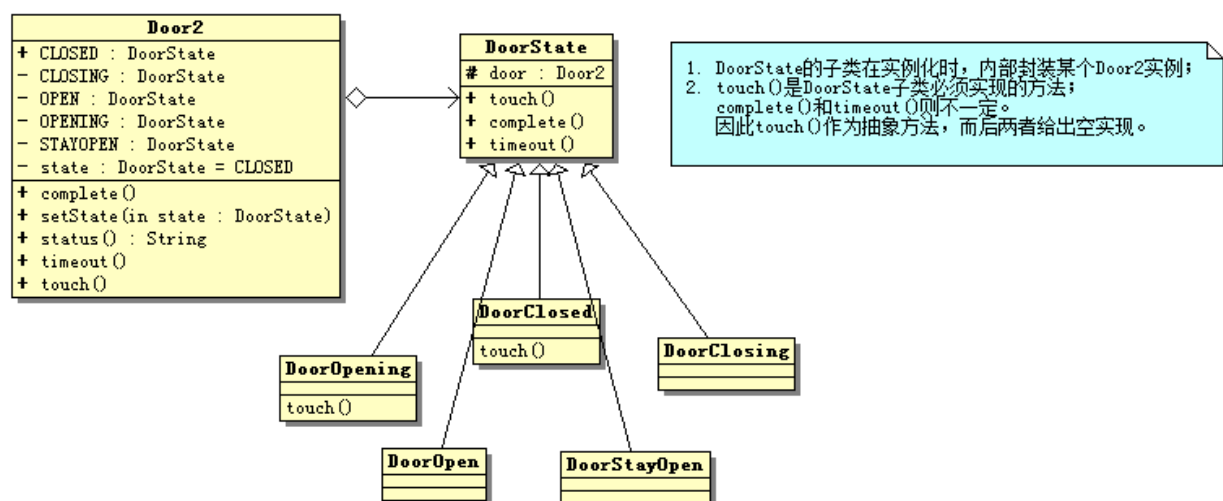 Door2
+ CLOSED : DoorState
- CLOSING : DoorState
- OPEN : DoorState
- OPENING : DoorState
- STAYOPEN : DoorState
- state : DoorState = CLOSED
+ complete()
+ setState(in state : DoorState)
+ status() : String
+ timeout()
+ touch()
DoorState
# door : Door2
+ touch()
+ complete()
+ timeout()
1. DoorState的子类在实例化时，内部封装某个Door2实例；
2. touch()是DoorState子类必须实现的方法；
complete()和timeout()则不一定。
因此touch()作为抽象方法，而后两者给出空实现。
DoorClosed
touch()
DoorOpening
touch()
DoorClosing
DoorOpen
DoorStayOpen